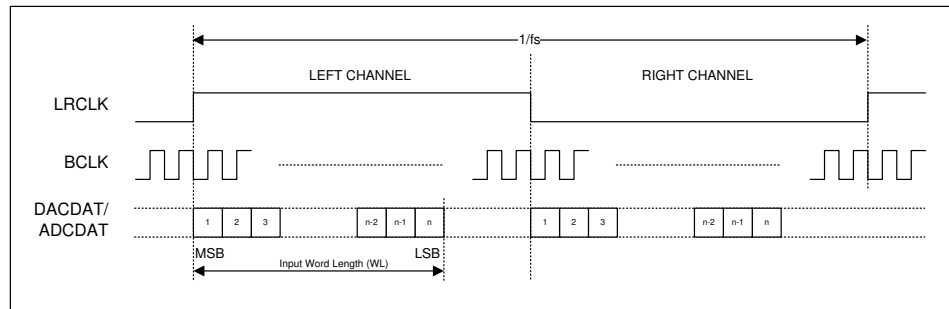 1/fs
LEFT CHANNEL
RIGHT CHANNEL
LRCLK
BCLK
DACDAT/
ADCDAT
1 2 3 n-2 n-1 n 1 2 3 n-2 n-1 n
MSB LSB
Input Word Length (WL)